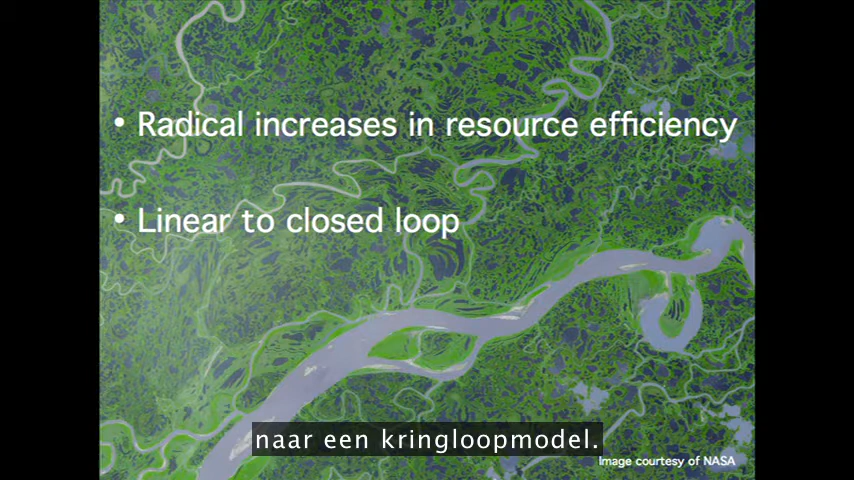 • Radical increases in resource efficiency
• Linear to closed loop
naar een kringloopmodel.
Image courtesy of NASA